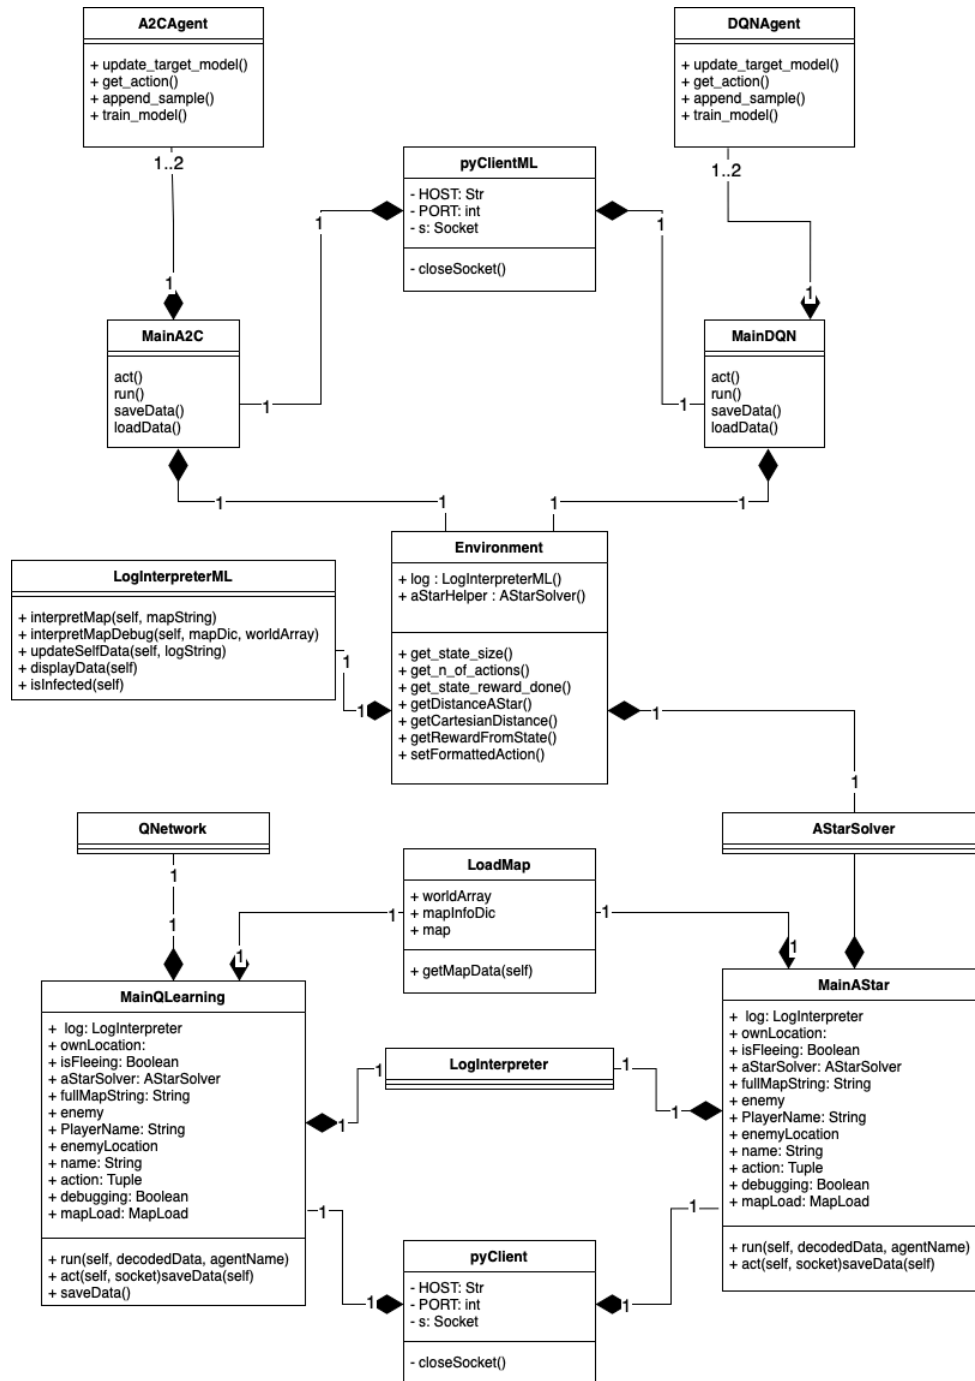 A2CAgent
+ update_target_model()
+ get_action()
+ append_sample()
+ train_model()
1..2
DQNAgent
+ update_target_model()
+ get_action()
+ append_sample()
+ train_model()
1..2
pyClientML
- HOST: Str
- PORT: int
- s: Socket
- closeSocket()
1
1
1
1
MainA2C
act()
run()
saveData()
loadData()
1
1
MainDQN
act()
run()
saveData()
loadData()
1
1
1
1
1
1
Environment
+ log : LogInterpreterML()
+ aStarHelper : AStarSolver()
+ get_state_size()
+ get_n_of_actions()
+ get_state_reward_done()
+ getDistanceAStar()
+ getCartesianDistance()
+ getRewardFromState()
+ setFormattedAction()
LogInterpreterML
+ interpretMap(self, mapString)
+ interpretMapDebug(self, mapDic, worldArray)
+ updateSelfData(self, logString)
+ displayData(self)
+ isInfected(self)
1
1
1
1
QNetwork
1
1
LoadMap
+ worldArray
+ mapInfoDic
+ map
+ getMapData(self)
1
1
1
1
AStarSolver
MainQLearning
+ log: LogInterpreter
+ ownLocation:
+ isFleeing: Boolean
+ aStarSolver: AStarSolver
+ fullMapString: String
+ enemy
+ PlayerName: String
+ enemyLocation
+ name: String
+ action: Tuple
+ debugging: Boolean
+ mapLoad: MapLoad
+ run(self, decodedData, agentName)
+ act(self, socket)saveData(self)
+ saveData()
LogInterpreter
1
1
1
1
MainAStar
+ log: LogInterpreter
+ ownLocation:
+ isFleeing: Boolean
+ aStarSolver: AStarSolver
+ fullMapString: String
+ enemy
+ PlayerName: String
+ enemyLocation
+ name: String
+ action: Tuple
+ debugging: Boolean
+ mapLoad: MapLoad
+ run(self, decodedData, agentName)
+ act(self, socket)saveData(self)
1
1
1
1
pyClient
- HOST: Str
- PORT: int
- s: Socket
- closeSocket()